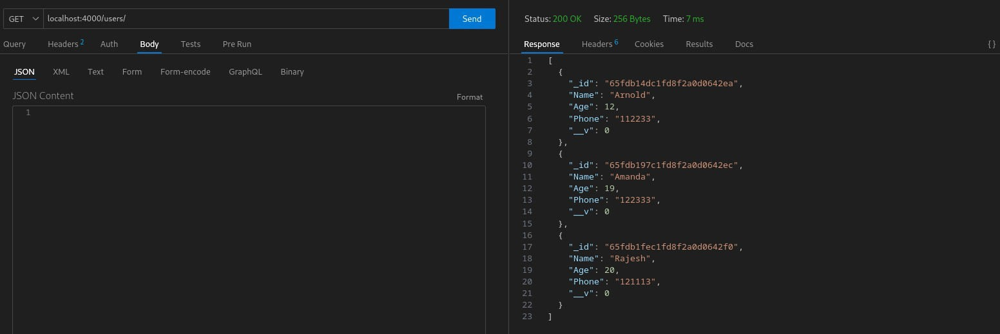 GET localhost:4000/users/ Send
Query Headers 2 Auth Body Tests Pre Run
JSON XML Text Form Form-encode GraphQL Binary
JSON Content Format
1
Status: 200 OK Size: 256 Bytes Time: 7 ms
Response Headers 6 Cookies Results Docs {}
1 [
2 {
3 "_id": "65fdb14dc1fd8f2a0d0642ea",
4 "Name": "Arnold",
5 "Age": 12,
6 "Phone": "112233",
7 "__v": 0
8 },
9 {
10 "_id": "65fdb197c1fd8f2a0d0642ec",
11 "Name": "Amanda",
12 "Age": 19,
13 "Phone": "122333",
14 "__v": 0
15 },
16 {
17 "_id": "65fdb1fec1fd8f2a0d0642f0",
18 "Name": "Rajesh",
19 "Age": 20,
20 "Phone": "121113",
21 "__v": 0
22 }
23 ]